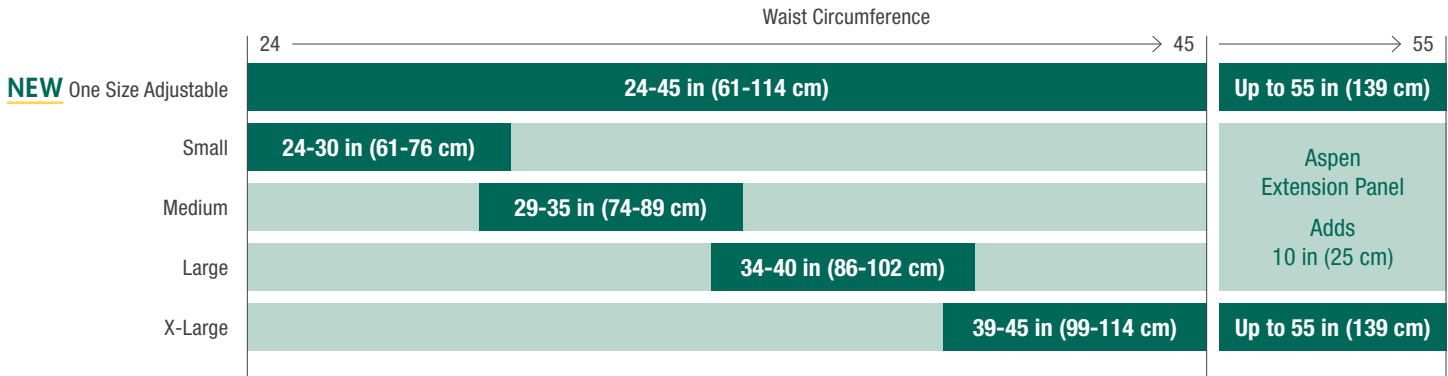 Waist Circumference
24 45 55
NEW One Size Adjustable 24-45 in (61-114 cm) Up to 55 in (139 cm)
Small 24-30 in (61-76 cm)
Medium 29-35 in (74-89 cm)
Large 34-40 in (86-102 cm)
Aspen
Extension Panel
Adds
10 in (25 cm)
X-Large 39-45 in (99-114 cm) Up to 55 in (139 cm)